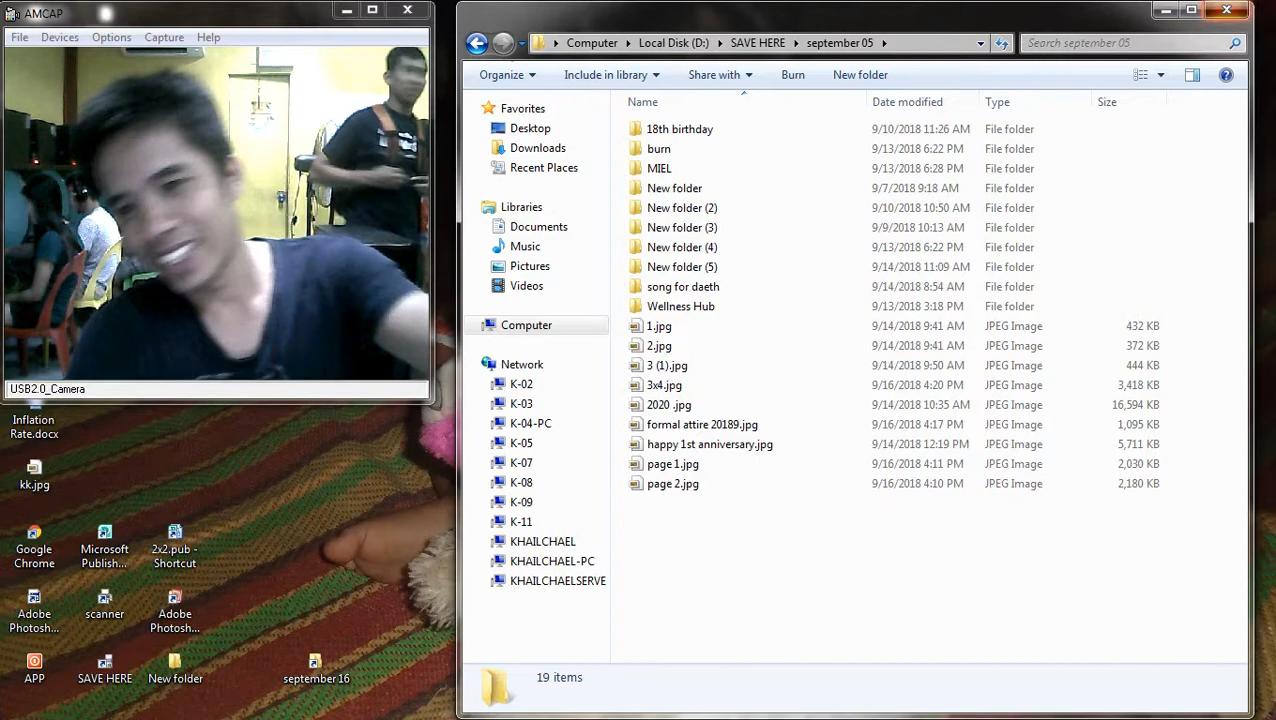 AMCAP
File Devices Options Capture Help
USB2.0_Camera
Inflation
Rate.docx
kk.jpg
Google
Chrome
Microsoft
Publish...
2x2.pub -
Shortcut
Adobe
Photosh...
scanner
Adobe
Photosh...
APP
SAVE HERE
New folder
september 16
Computer Local Disk (D:) SAVE HERE september 05
Search september 05
Organize Include in library Share with Burn New folder
Favorites
Desktop
Downloads
Recent Places
Libraries
Documents
Music
Pictures
Videos
Computer
Network
K-02
K-03
K-04-PC
K-05
K-07
K-08
K-09
K-11
KHAILCHAEL
KHAILCHAEL-PC
KHAILCHAELSERVE
Name Date modified Type Size
18th birthday 9/10/2018 11:26 AM File folder
burn 9/13/2018 6:22 PM File folder
MIEL 9/13/2018 6:28 PM File folder
New folder 9/7/2018 9:18 AM File folder
New folder (2) 9/10/2018 10:50 AM File folder
New folder (3) 9/9/2018 10:13 AM File folder
New folder (4) 9/13/2018 6:22 PM File folder
New folder (5) 9/14/2018 11:09 AM File folder
song for daeth 9/14/2018 8:54 AM File folder
Wellness Hub 9/13/2018 3:18 PM File folder
1.jpg 9/14/2018 9:41 AM JPEG Image 432 KB
2.jpg 9/14/2018 9:41 AM JPEG Image 372 KB
3 (1).jpg 9/14/2018 9:50 AM JPEG Image 444 KB
3x4.jpg 9/16/2018 4:20 PM JPEG Image 3,418 KB
2020 .jpg 9/14/2018 10:35 AM JPEG Image 16,594 KB
formal attire 20189.jpg 9/16/2018 4:17 PM JPEG Image 1,095 KB
happy 1st anniversary.jpg 9/14/2018 12:19 PM JPEG Image 5,711 KB
page 1.jpg 9/16/2018 4:11 PM JPEG Image 2,030 KB
page 2.jpg 9/16/2018 4:10 PM JPEG Image 2,180 KB
19 items